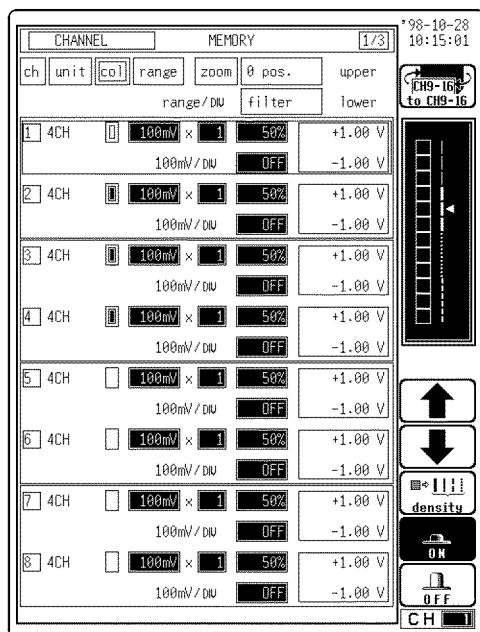 '98-10-28
10:15:01
CHANNEL MEMORY 1/3
ch unit col range zoom 0 pos. upper
range/DIV filter lower
CH9-16
to CH9-16
1 4CH 100mV × 1 50% +1.00 V
100mV/DIV OFF -1.00 V
2 4CH 100mV × 1 50% +1.00 V
100mV/DIV OFF -1.00 V
3 4CH 100mV × 1 50% +1.00 V
100mV/DIV OFF -1.00 V
4 4CH 100mV × 1 50% +1.00 V
100mV/DIV OFF -1.00 V
5 4CH 100mV × 1 50% +1.00 V
100mV/DIV OFF -1.00 V
6 4CH 100mV × 1 50% +1.00 V
100mV/DIV OFF -1.00 V
7 4CH 100mV × 1 50% +1.00 V
100mV/DIV OFF -1.00 V
8 4CH 100mV × 1 50% +1.00 V
100mV/DIV OFF -1.00 V
density
ON
OFF
CH 1